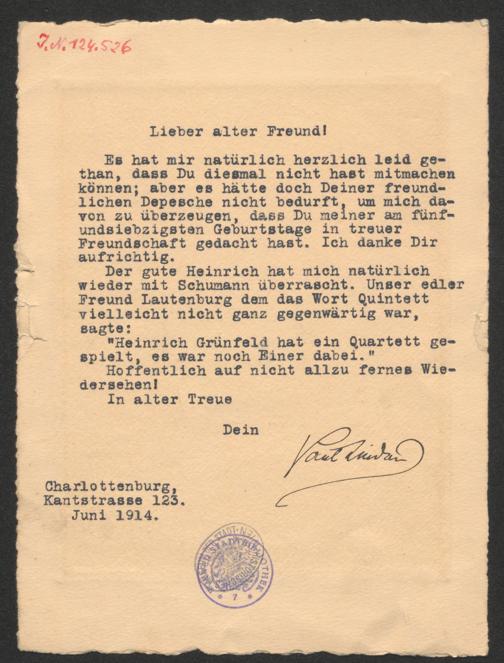 J.N. 124.526
Lieber alter Freund!
Es hat mir natürlich herzlich leid ge-
than, dass Du diesmal nicht hast mitmachen
können; aber es hätte doch Deiner freund-
lichen Depesche nicht bedurft, um mich da-
von zu überzeugen, dass Du meiner am fünf-
undsiebzigsten Geburtstage in treuer
Freundschaft gedacht hast. Ich danke Dir
aufrichtig.
Der gute Heinrich hat mich natürlich
wieder mit Schumann überrascht. Unser edler
Freund Lautenburg dem das Wort Quintett
vielleicht nicht ganz gegenwärtig war,
sagte:
"Heinrich Grünfeld hat ein Quartett ge-
spielt, es war noch Einer dabei."
Hoffentlich auf nicht allzu fernes Wie-
dersehen!
In alter Treue
Dein
Paul Lindau
Charlottenburg,
Kantstrasse 123.
Juni 1914.
7